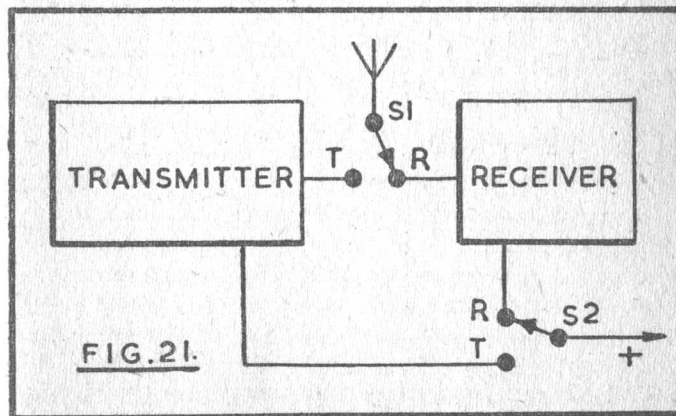 S1
TRANSMITTER
T
R
RECEIVER
R
S2
T
+
FIG.21.